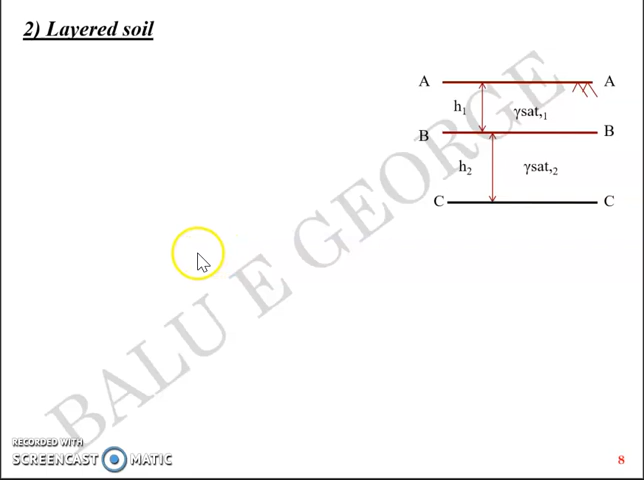 2) Layered soil
A A
h₁ γsat,₁
B B
h₂ γsat,₂
C C
BALU E GEORGE
RECORDED WITH
SCREENCAST MATIC
8